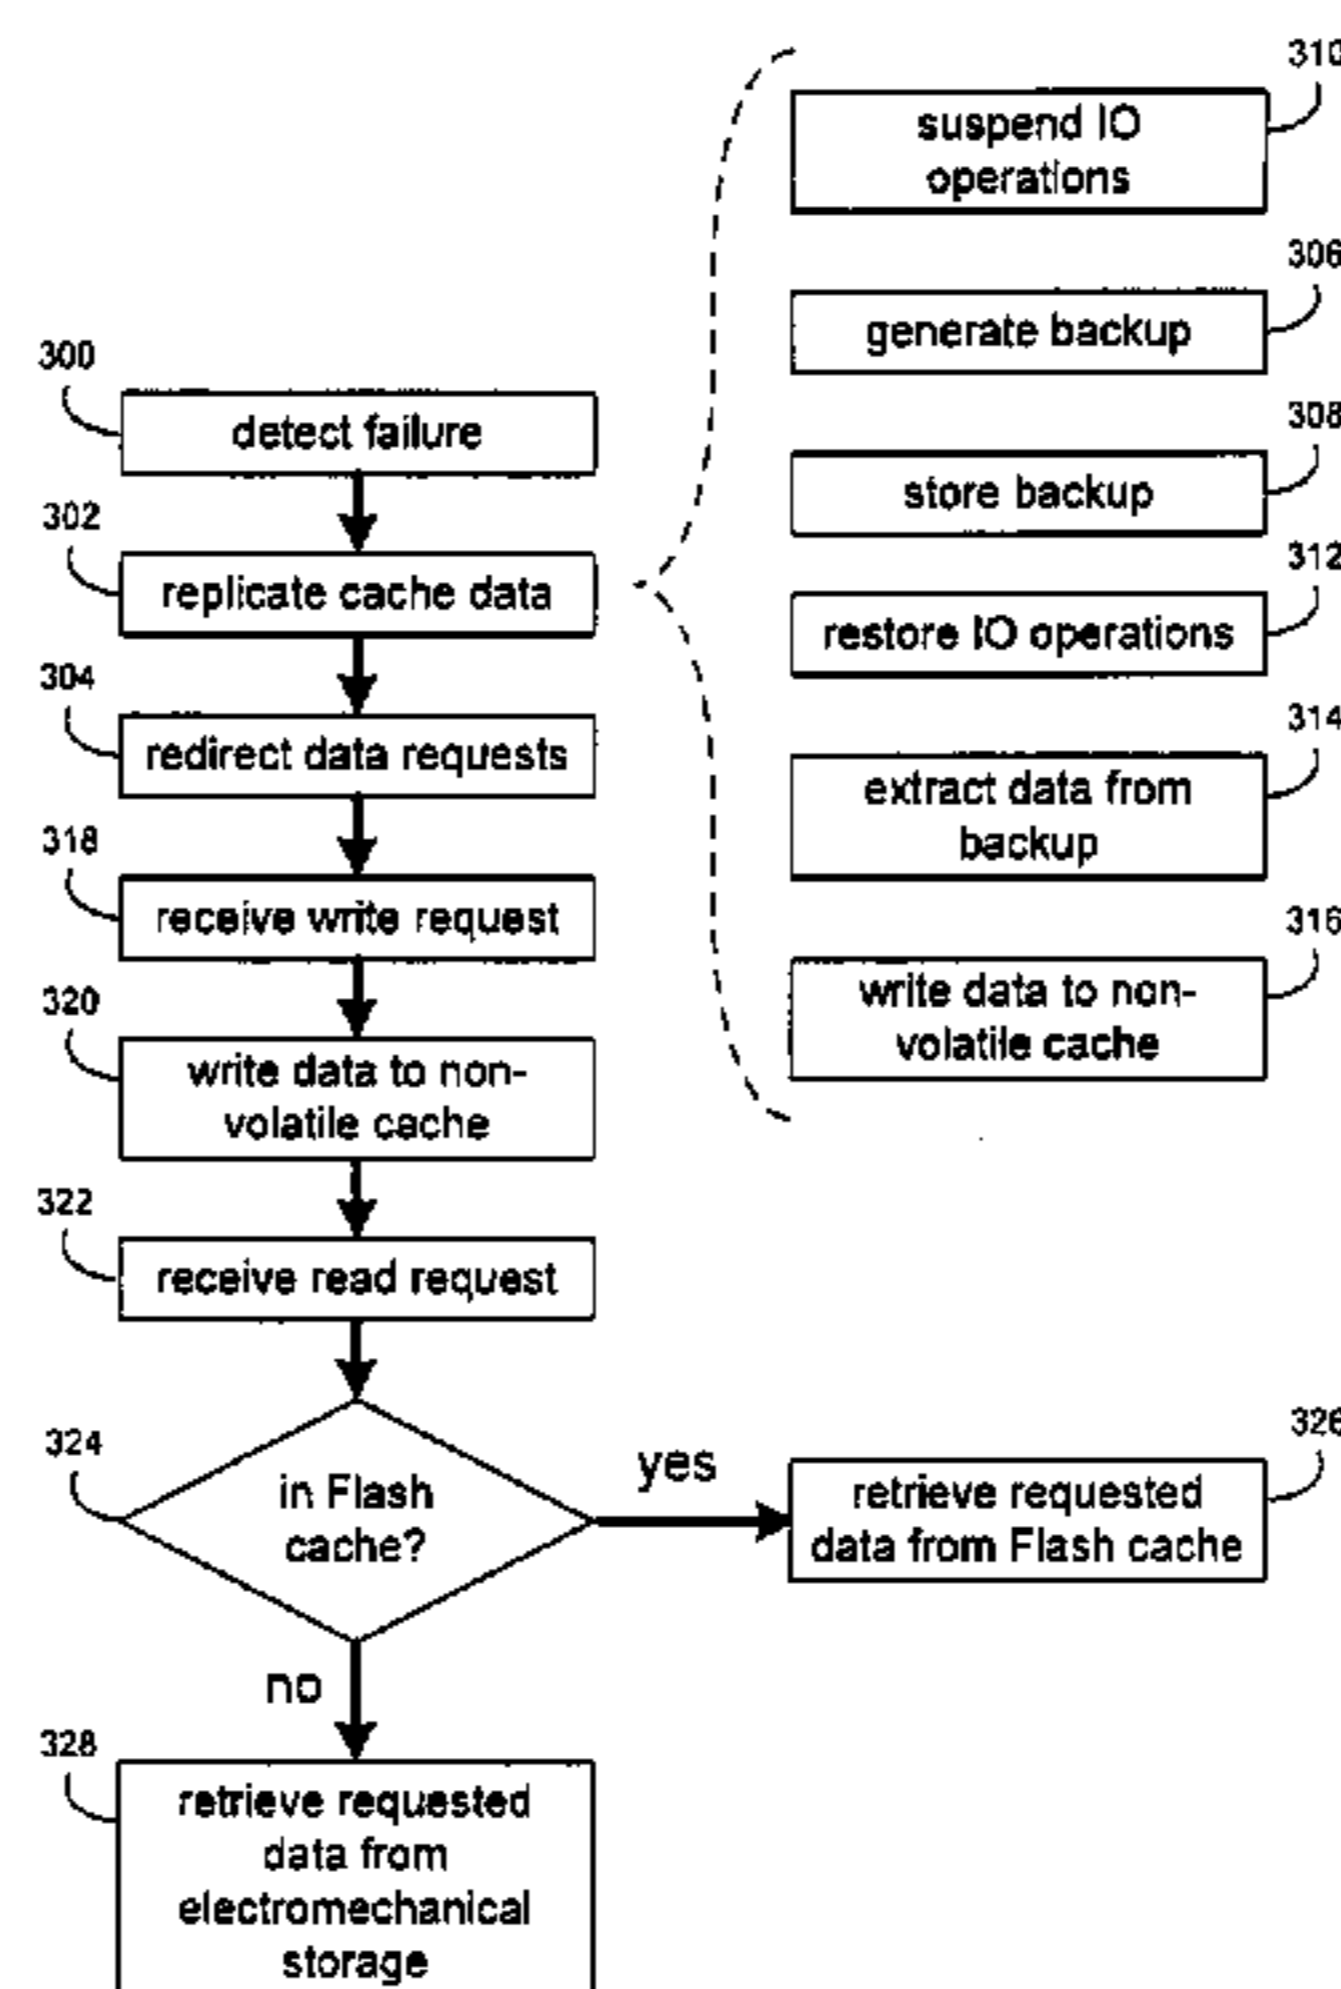 300
detect failure
302
replicate cache data
304
redirect data requests
318
receive write request
320
write data to non-
volatile cache
322
receive read request
324
in Flash
cache?
yes
326
retrieve requested
data from Flash cache
no
328
retrieve requested
data from
electromechanical
storage
310
suspend IO
operations
306
generate backup
308
store backup
312
restore IO operations
314
extract data from
backup
316
write data to non-
volatile cache